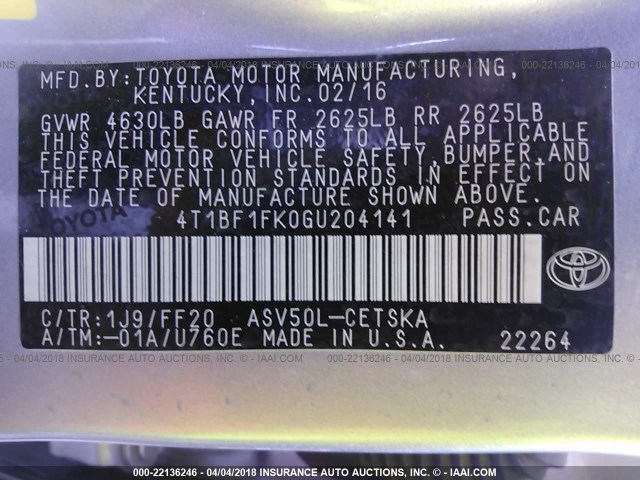 MFD.BY:TOYOTA MOTOR MANUFACTURING,
KENTUCKY, INC. 02/16
GVWR 4630LB GAWR FR 2625LB RR 2625LB
THIS VEHICLE CONFORMS TO ALL APPLICABLE
FEDERAL MOTOR VEHICLE SAFETY, BUMPER, AND
THEFT PREVENTION STANDARDS IN EFFECT ON
THE DATE OF MANUFACTURE SHOWN ABOVE.
TOYOTA
4T1BF1FK0GU204141 PASS.CAR
C/TR:1J9/FF20 ASV50L-CETSKA
A/TM:-01A/U760E MADE IN U.S.A. 22264
000-22136246 - 04/04/2018 INSURANCE AUTO AUCTIONS, INC. - © - IAAI.COM